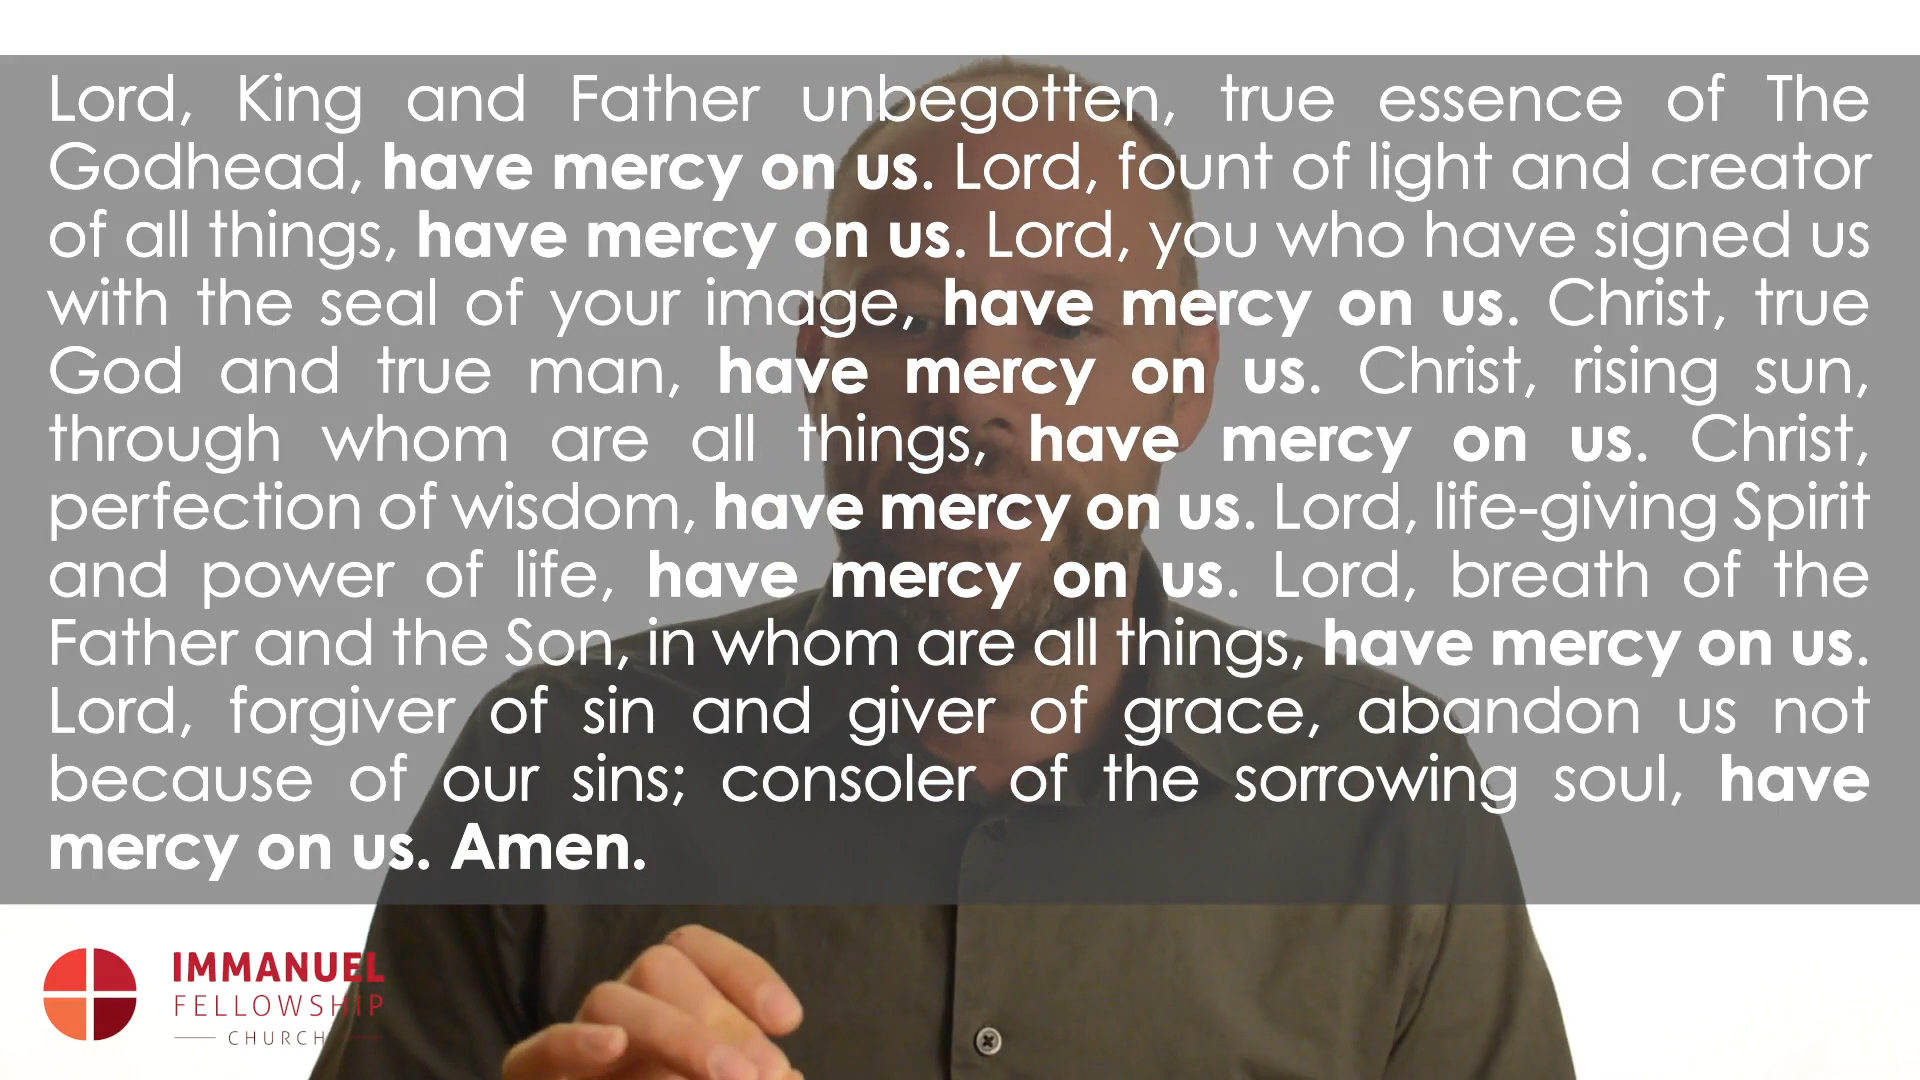 Lord, King and Father unbegotten, true essence of The
Godhead, have mercy on us. Lord, fount of light and creator
of all things, have mercy on us. Lord, you who have signed us
with the seal of your image, have mercy on us. Christ, true
God and true man, have mercy on us. Christ, rising sun,
through whom are all things, have mercy on us. Christ,
perfection of wisdom, have mercy on us. Lord, life-giving Spirit
and power of life, have mercy on us. Lord, breath of the
Father and the Son, in whom are all things, have mercy on us.
Lord, forgiver of sin and giver of grace, abandon us not
because of our sins; consoler of the sorrowing soul, have
mercy on us. Amen.
IMMANUEL
FELLOWSHIP
CHURCH